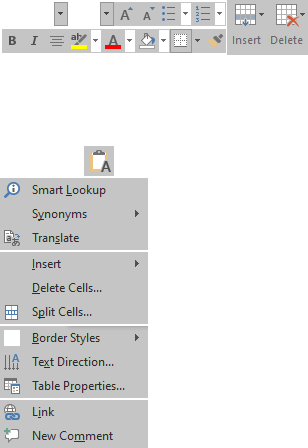 B I ab A Insert Delete
Smart Lookup
Synonyms
Translate
Insert
Delete Cells...
Split Cells...
Border Styles
Text Direction...
Table Properties...
Link
New Comment